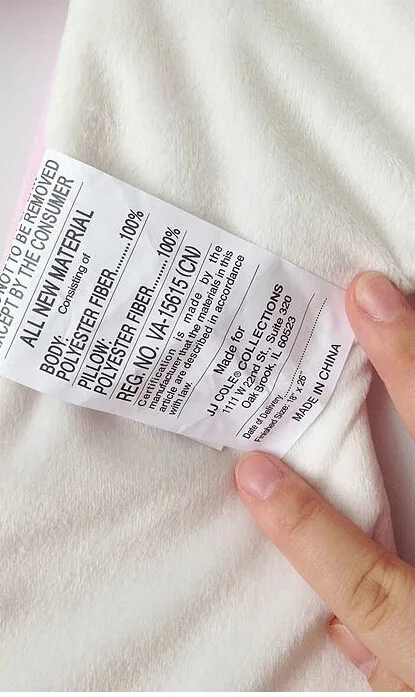 NOT TO BE REMOVED
EXCEPT BY THE CONSUMER
ALL NEW MATERIAL
Consisting of
BODY:
POLYESTER FIBER.........100%
PILLOW:
POLYESTER FIBER.........100%
REG. NO. VA-15615 (CN)
Certification is made by the
manufacturer that the materials in this
article are described in accordance
with law.
Made for
JJ COLE® COLLECTIONS
1111 W 22nd St., Suite 320
Oak Brook, IL 60523
Date of Delivery....................
Finished Size: 18" x 26"
MADE IN CHINA